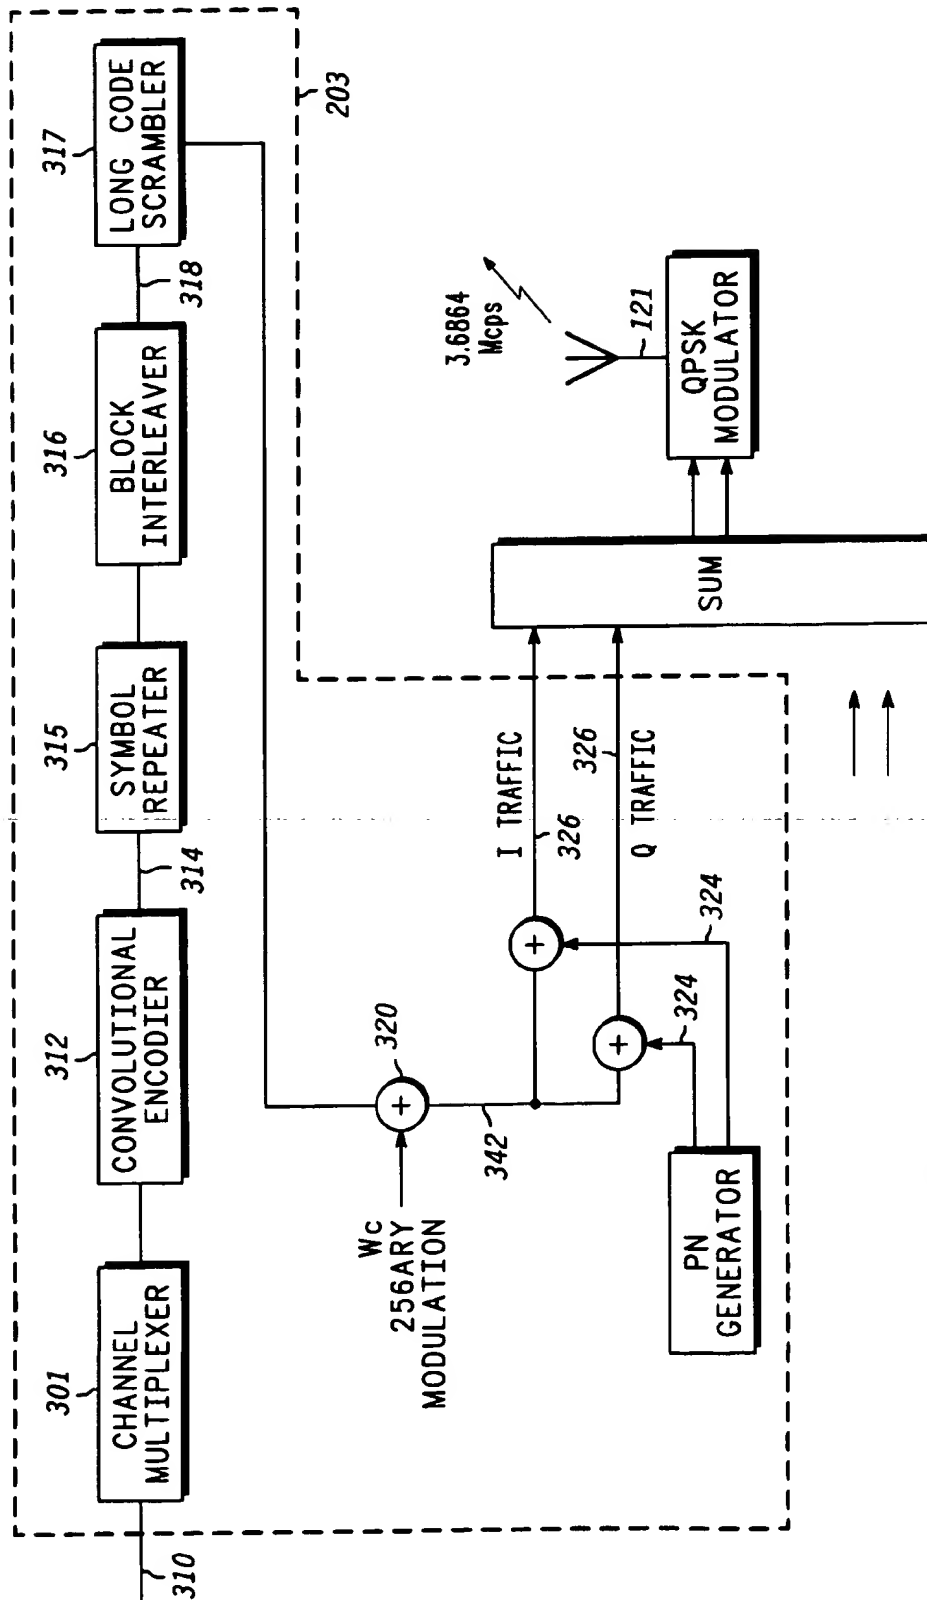 301
CHANNEL
MULTIPLEXER
310
312
CONVOLUTIONAL
ENCODIER
314
315
SYMBOL
REPEATER
316
BLOCK
INTERLEAVER
318
317
LONG CODE
SCRAMBLER
203
Wc
256ARY
MODULATION
320
342
PN
GENERATOR
324
324
I TRAFFIC
326
326
Q TRAFFIC
SUM
QPSK
MODULATOR
121
3.6864
Mcps